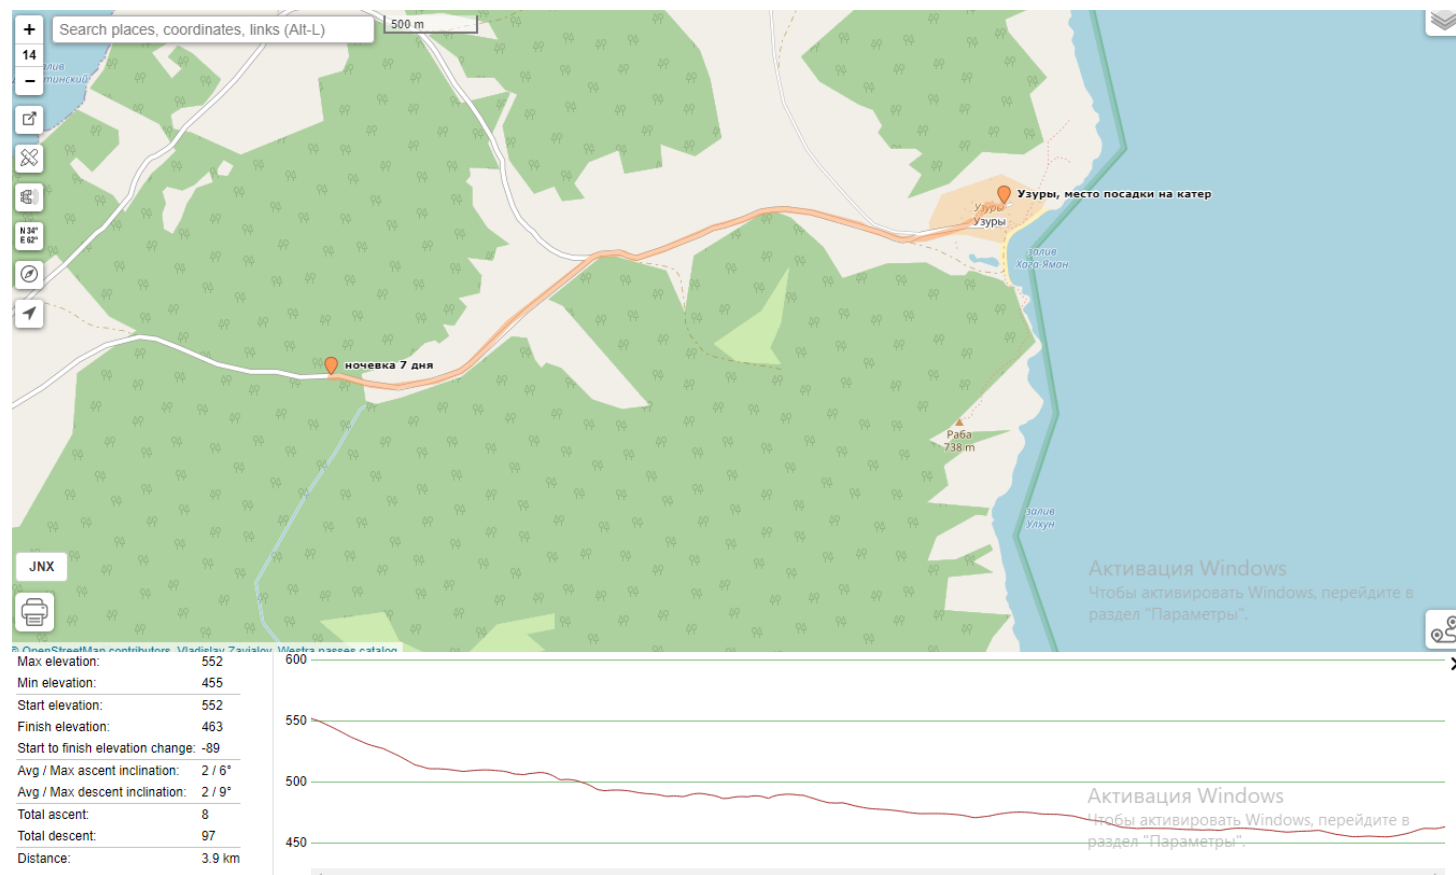 +
Search places, coordinates, links (Alt-L)
500 m
14
−
N 34°
E 62°
Узуры, место посадки на катер
Узуры
Узуры
залив
Хага-Яман
ночевка 7 дня
Раба
738 m
залив
Улхун
JNX
Активация Windows
Чтобы активировать Windows, перейдите в
раздел "Параметры".
© OpenStreetMap contributors, Vladislav Zavialov, Westra passes catalog
Max elevation: 552
Min elevation: 455
Start elevation: 552
Finish elevation: 463
Start to finish elevation change: -89
Avg / Max ascent inclination: 2 / 6°
Avg / Max descent inclination: 2 / 9°
Total ascent: 8
Total descent: 97
Distance: 3.9 km
600
550
500
450
Активация Windows
Чтобы активировать Windows, перейдите в
раздел "Параметры".